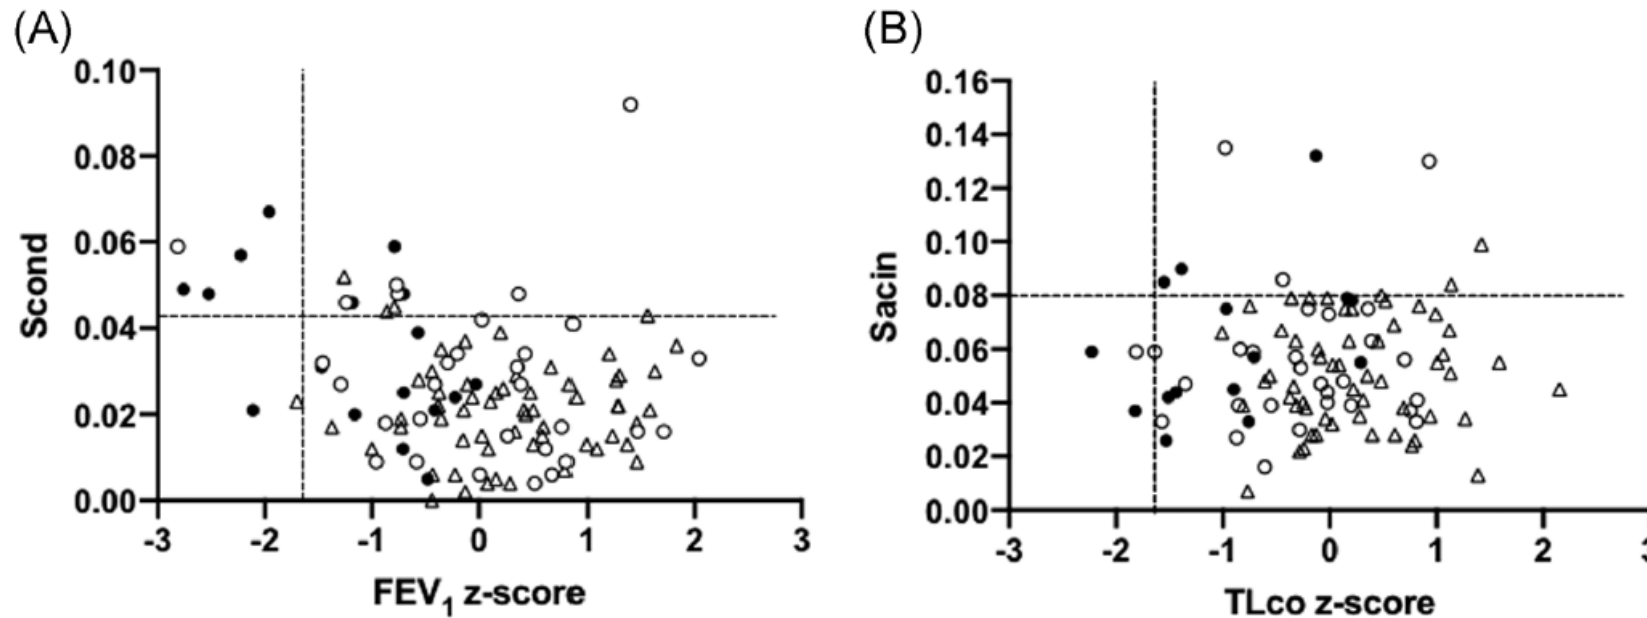 (A)
Scond
0.10
0.08
0.06
0.04
0.02
0.00
-3 -2 -1 0 1 2 3
FEV₁ z-score
(B)
Sacin
0.16
0.14
0.12
0.10
0.08
0.06
0.04
0.02
0.00
-3 -2 -1 0 1 2
TLco z-score